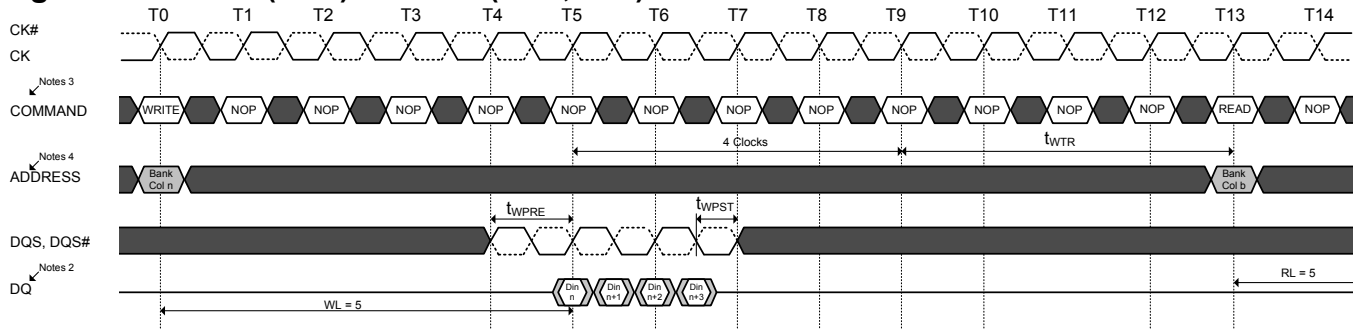 T0 T1 T2 T3 T4 T5 T6 T7 T8 T9 T10 T11 T12 T13 T14
CK#
CK
Notes 3
COMMAND
WRITE NOP NOP NOP NOP NOP NOP NOP NOP NOP NOP NOP NOP READ NOP
4 Clocks tWTR
Notes 4
ADDRESS
Bank
Col n
Bank
Col b
tWPRE tWPST
DQS, DQS#
Notes 2
DQ
Din
n
Din
n+1
Din
n+2
Din
n+3
RL = 5
WL = 5